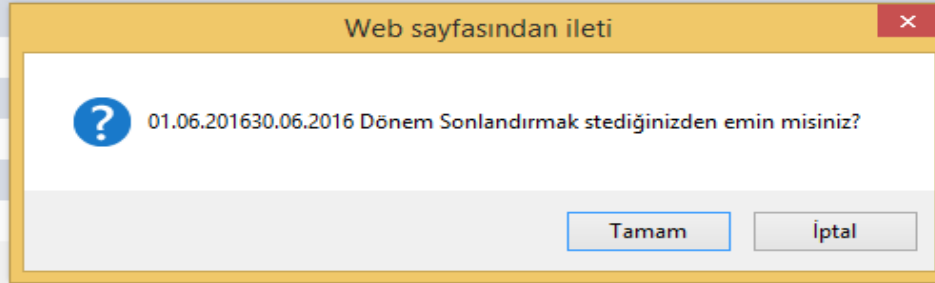 Web sayfasından ileti
01.06.201630.06.2016 Dönem Sonlandırmak stediğinizden emin misiniz?
Tamam
İptal